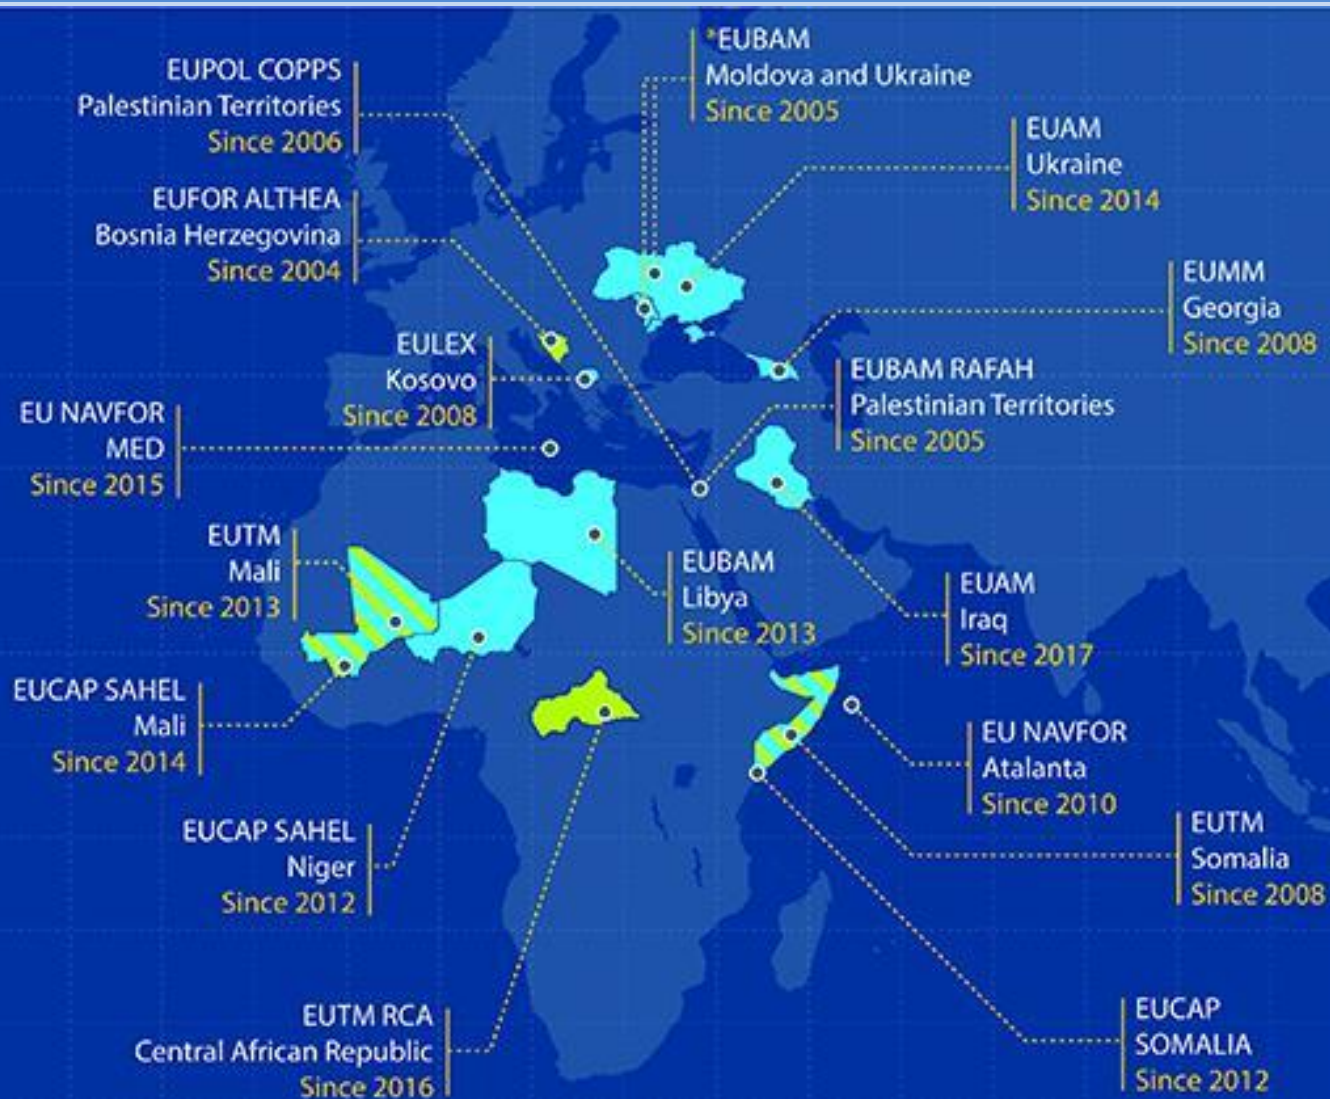 *EUBAM
Moldova and Ukraine
Since 2005
EUPOL COPPS
Palestinian Territories
Since 2006
EUAM
Ukraine
Since 2014
EUFOR ALTHEA
Bosnia Herzegovina
Since 2004
EUMM
Georgia
Since 2008
EULEX
Kosovo
Since 2008
EUBAM RAFAH
Palestinian Territories
Since 2005
EU NAVFOR
MED
Since 2015
EUTM
Mali
Since 2013
EUBAM
Libya
Since 2013
EUAM
Iraq
Since 2017
EUCAP SAHEL
Mali
Since 2014
EU NAVFOR
Atalanta
Since 2010
EUCAP SAHEL
Niger
Since 2012
EUTM
Somalia
Since 2008
EUTM RCA
Central African Republic
Since 2016
EUCAP
SOMALIA
Since 2012